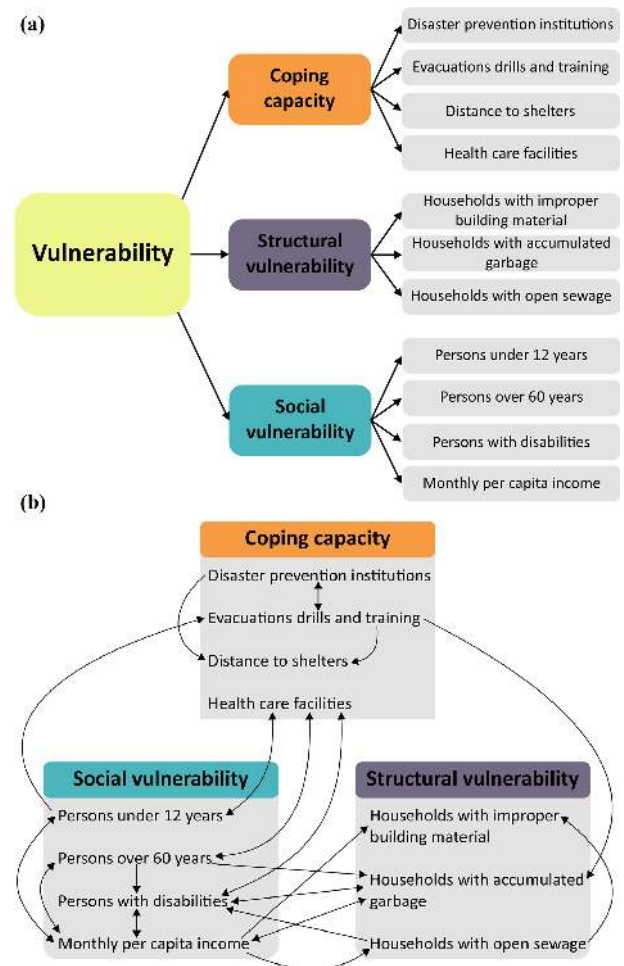 (a)
Disaster prevention institutions
Evacuations drills and training
Coping
capacity
Distance to shelters
Health care facilities
Vulnerability
Structural
vulnerability
Households with improper
building material
Households with accumulated
garbage
Households with open sewage
Social
vulnerability
Persons under 12 years
Persons over 60 years
Persons with disabilities
Monthly per capita income
(b)
Coping capacity
Disaster prevention institutions
Evacuations drills and training
Distance to shelters
Health care facilities
Social vulnerability
Persons under 12 years
Persons over 60 years
Persons with disabilities
Monthly per capita income
Structural vulnerability
Households with improper
building material
Households with accumulated
garbage
Households with open sewage